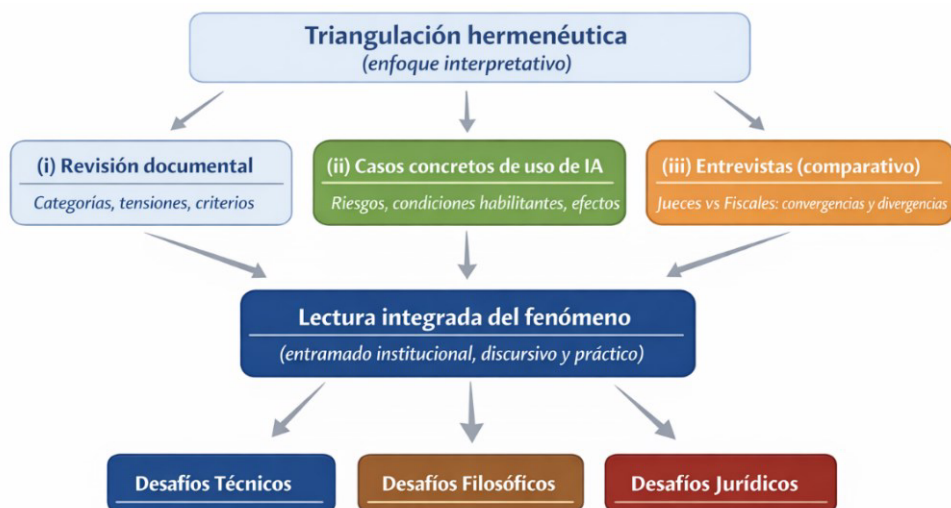 Triangulación hermenéutica
(enfoque interpretativo)
(i) Revisión documental
Categorías, tensiones, criterios
(ii) Casos concretos de uso de IA
Riesgos, condiciones habilitantes, efectos
(iii) Entrevistas (comparativo)
Jueces vs Fiscales: convergencias y divergencias
Lectura integrada del fenómeno
(entramado institucional, discursivo y práctico)
Desafíos Técnicos
Desafíos Filosóficos
Desafíos Jurídicos